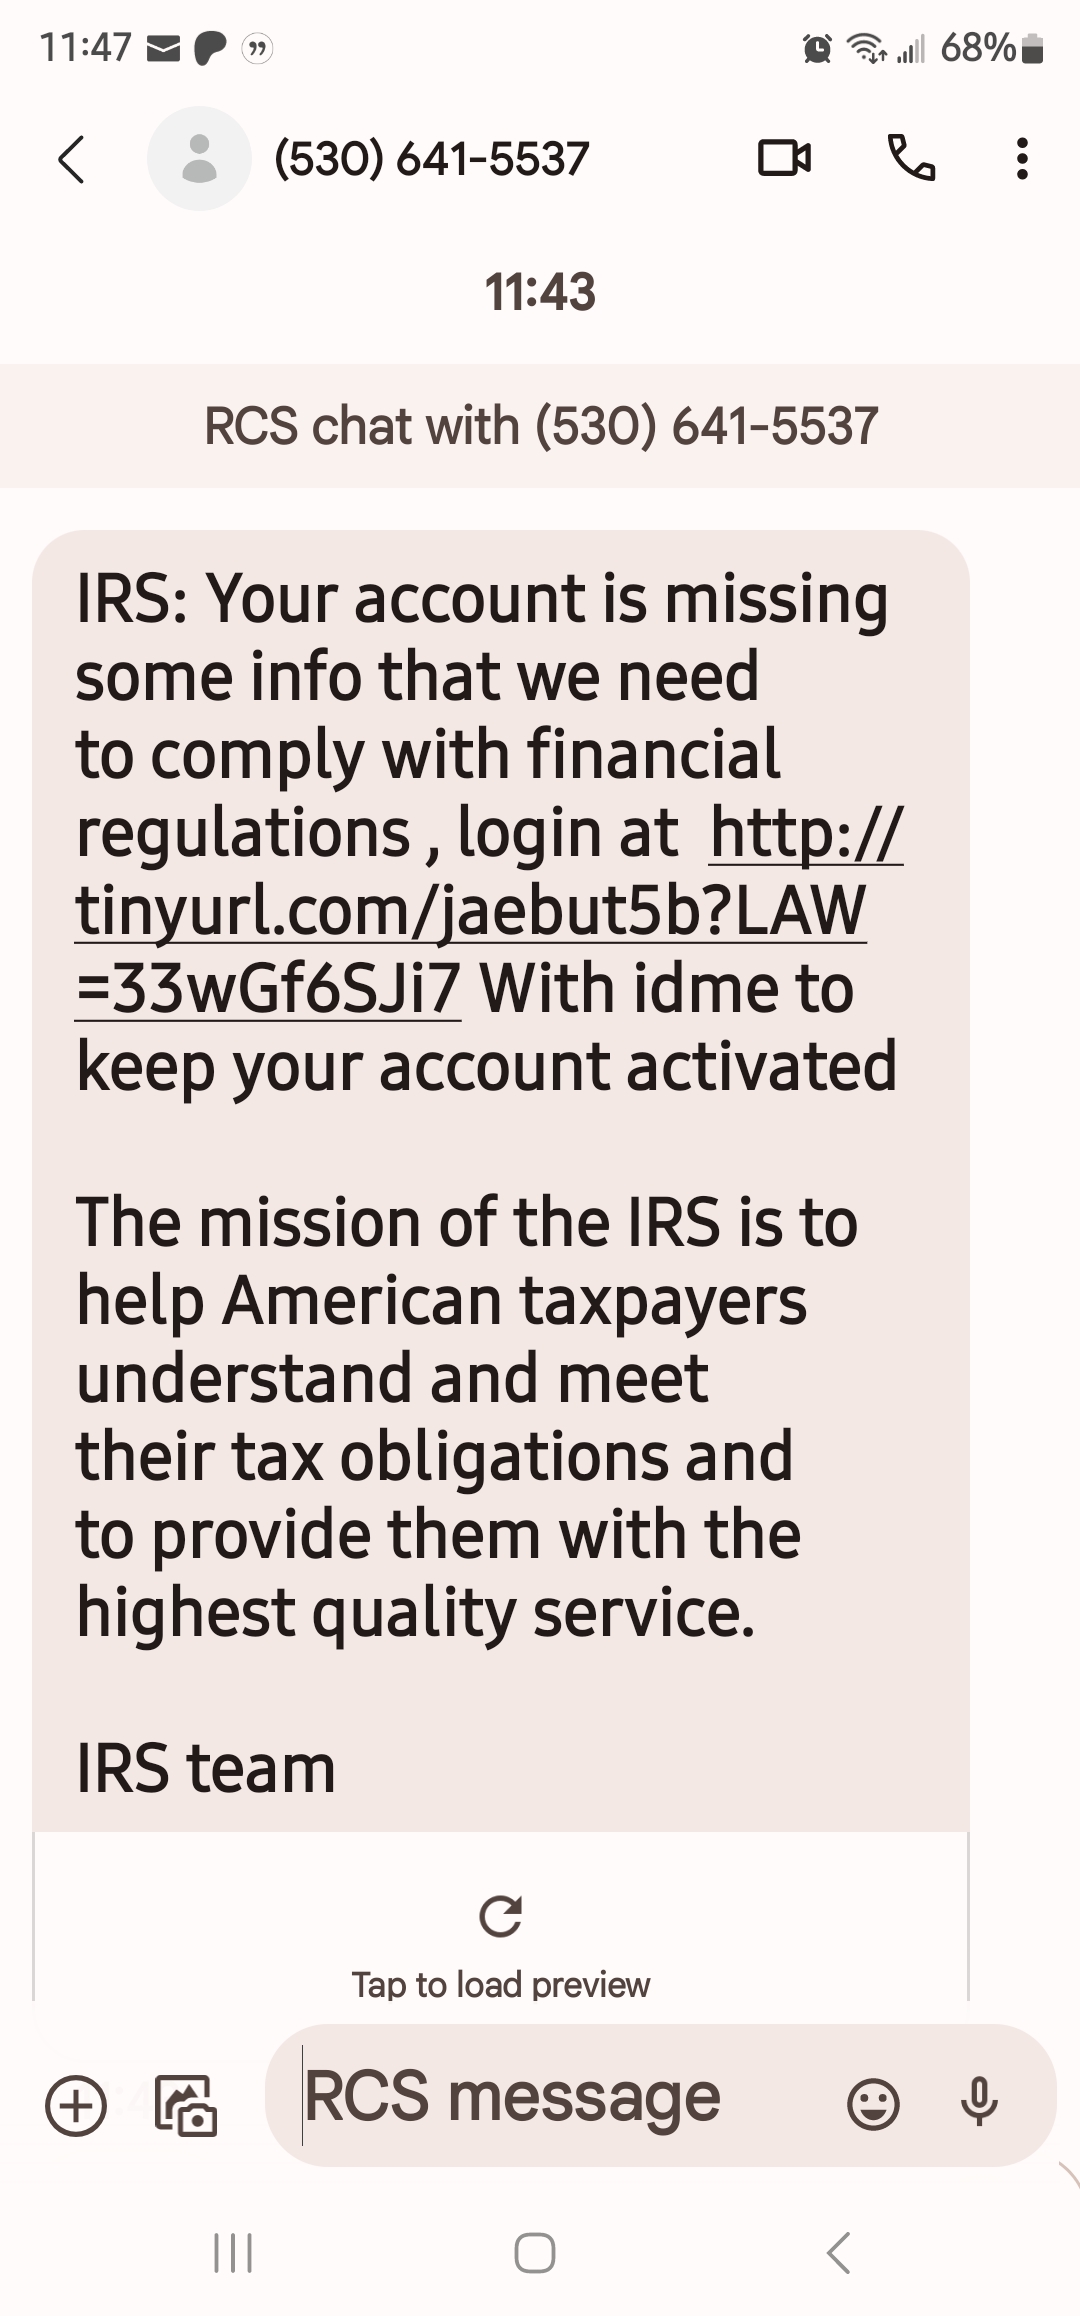 11:47 68%
(530) 641-5537
11:43
RCS chat with (530) 641-5537
IRS: Your account is missing
some info that we need
to comply with financial
regulations , login at  http://
tinyurl.com/jaebut5b?LAW
=33wGf6SJi7 With idme to
keep your account activated
The mission of the IRS is to
help American taxpayers
understand and meet
their tax obligations and
to provide them with the
highest quality service.
IRS team
Tap to load preview
RCS message